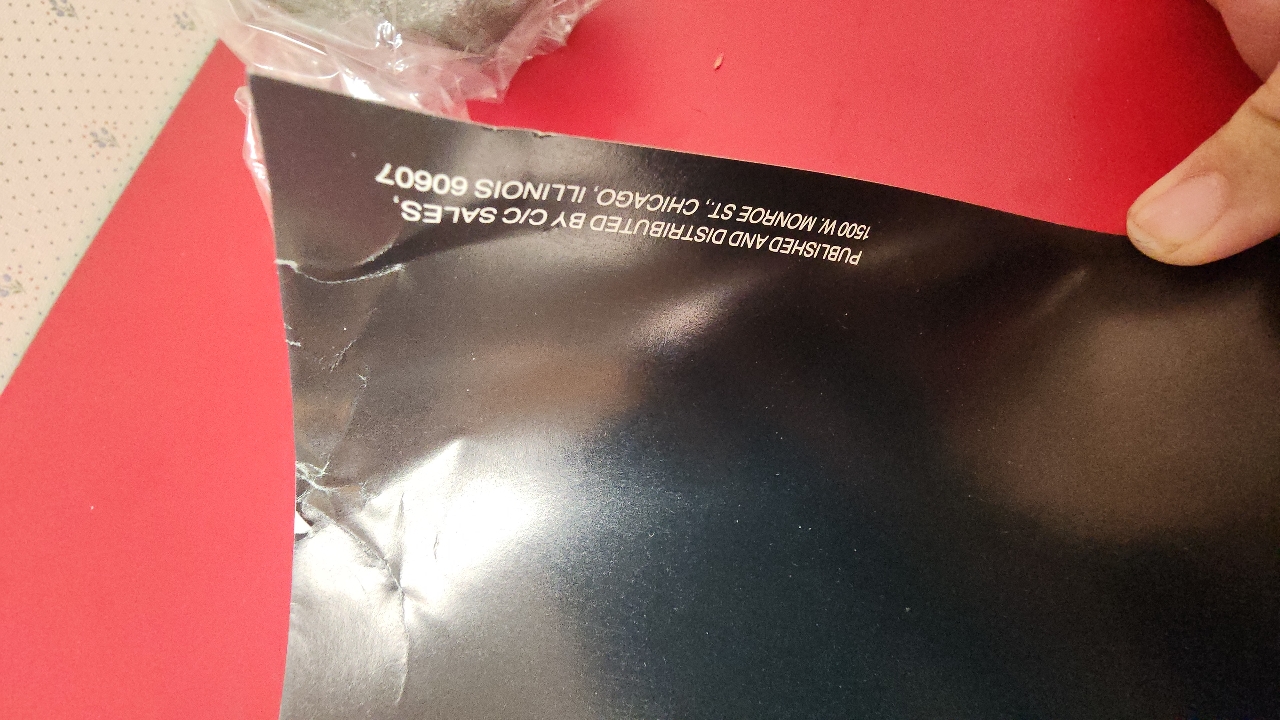 PUBLISHED AND DISTRIBUTED BY C/C SALES,
1500 W. MONROE ST., CHICAGO, ILLINOIS 60607